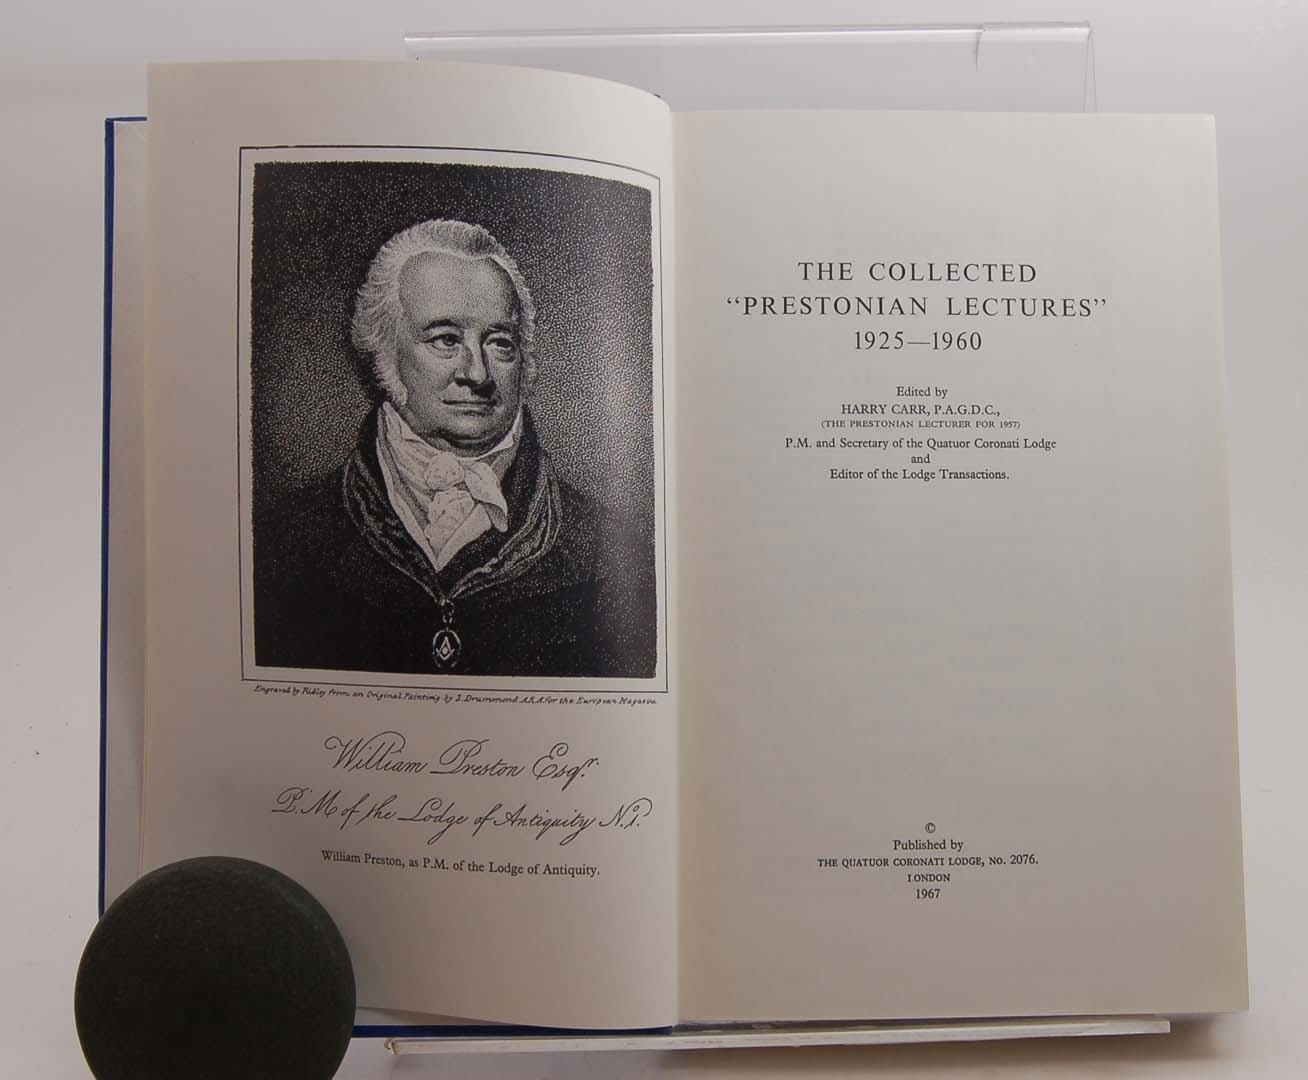 Engraved by Ridley from an Original Painting by S. Drummond A.R.A. for the European Magazine
William Preston Esqr.
P.M of the Lodge of Antiquity No. 1.
William Preston, as P.M. of the Lodge of Antiquity.
THE COLLECTED
“PRESTONIAN LECTURES”
1925—1960
Edited by
HARRY CARR, P.A.G.D.C.,
(THE PRESTONIAN LECTURER FOR 1957)
P.M. and Secretary of the Quatuor Coronati Lodge
and
Editor of the Lodge Transactions.
©
Published by
THE QUATUOR CORONATI LODGE, NO. 2076.
LONDON
1967